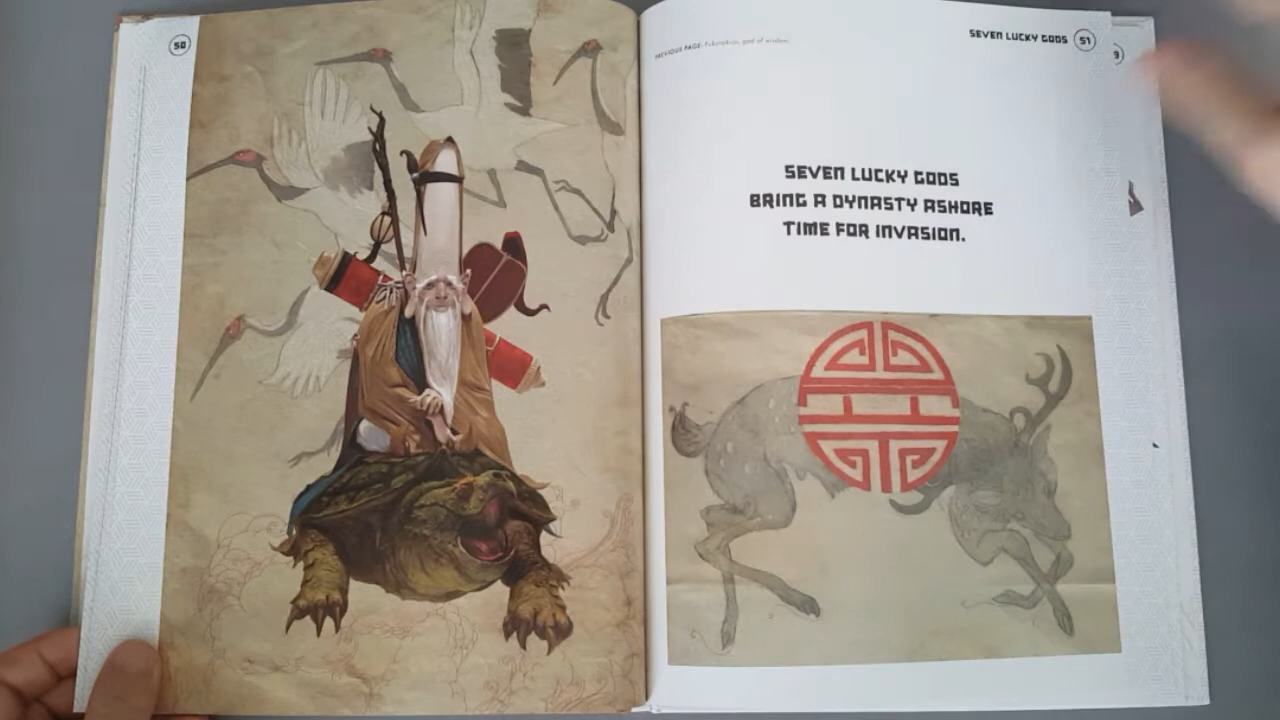 50
PREVIOUS PAGE: Fukurokuju, god of wisdom.
SEVEN LUCKY GODS 51
SEVEN LUCKY GODS
BRING A DYNASTY ASHORE
TIME FOR INVASION.